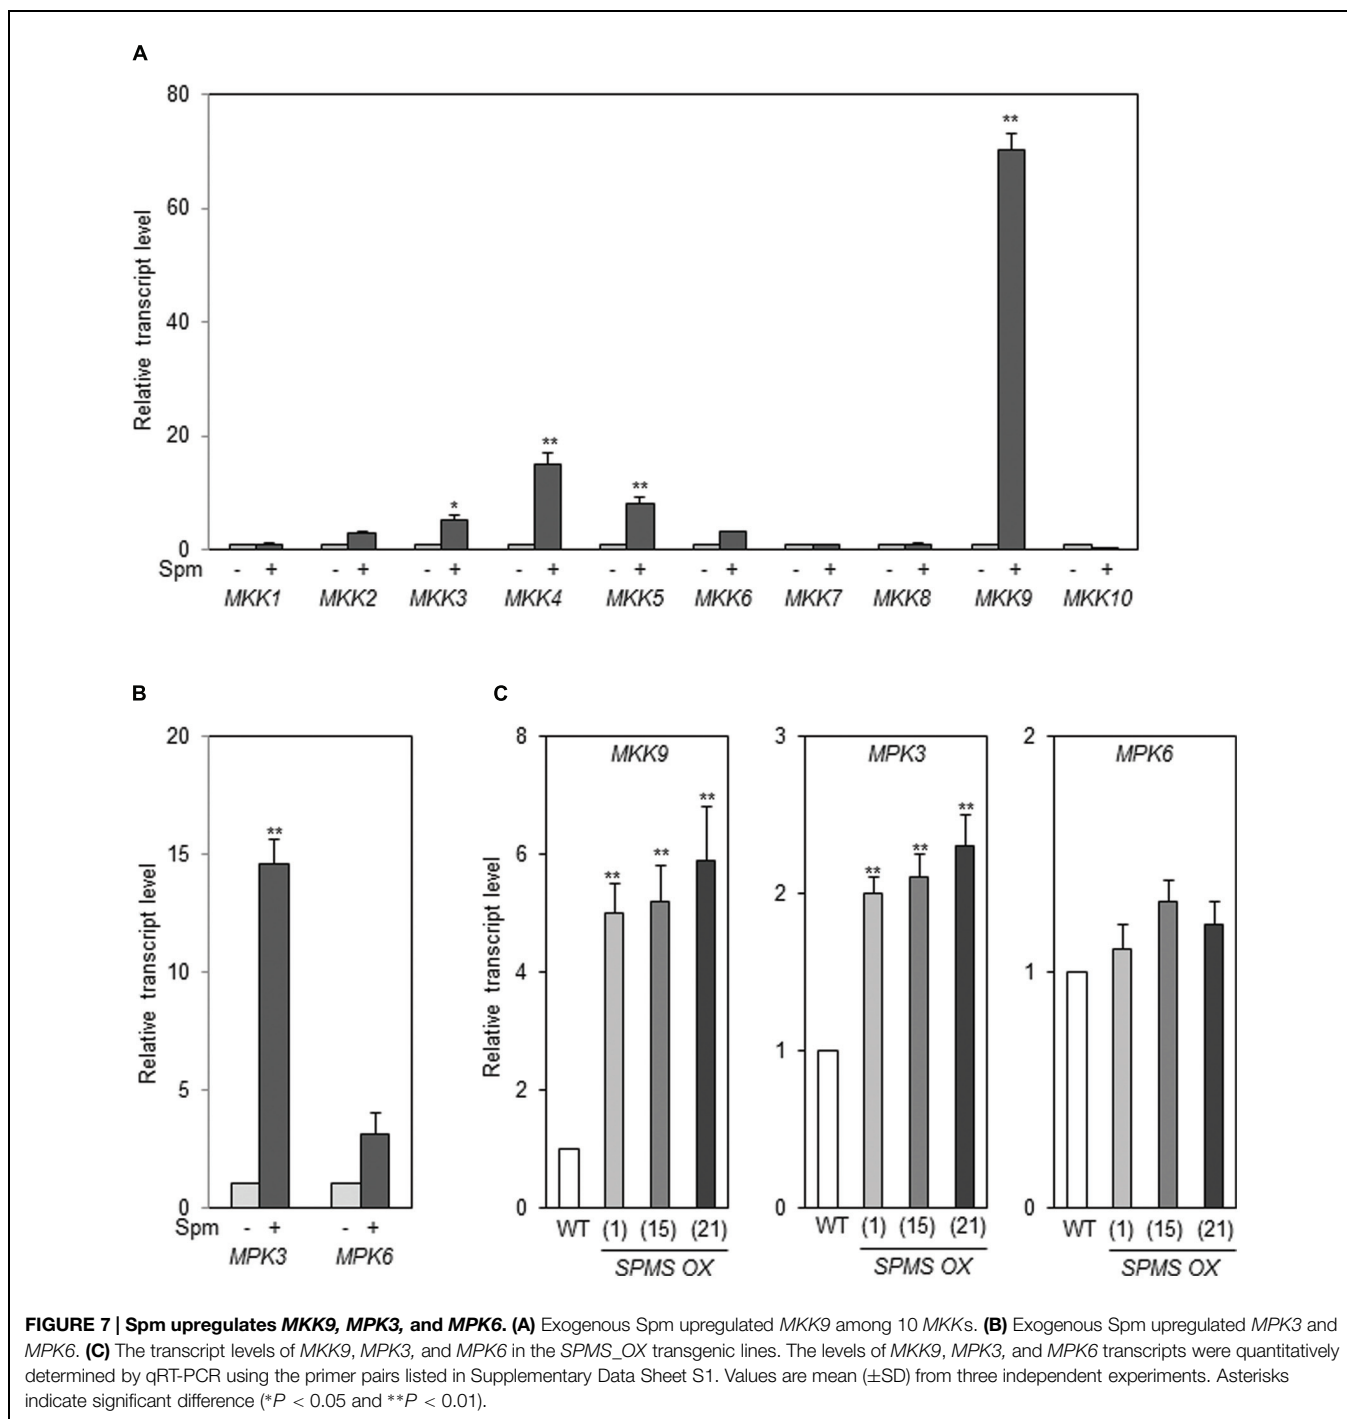 A
80
60
40
20
0
Relative transcript level
**
*
**
**
Spm - + - + - + - + - + - + - + - + - + - +
MKK1 MKK2 MKK3 MKK4 MKK5 MKK6 MKK7 MKK8 MKK9 MKK10
B
20
15
10
5
0
Relative transcript level
**
Spm - + - +
MPK3 MPK6
C
8
6
4
2
0
Relative transcript level
MKK9
** ** **
WT (1) (15) (21)
SPMS OX
3
2
1
0
MPK3
** ** **
WT (1) (15) (21)
SPMS OX
2
1
0
MPK6
WT (1) (15) (21)
SPMS OX
FIGURE 7 | Spm upregulates MKK9, MPK3, and MPK6. (A) Exogenous Spm upregulated MKK9 among 10 MKKs. (B) Exogenous Spm upregulated MPK3 and
MPK6. (C) The transcript levels of MKK9, MPK3, and MPK6 in the SPMS_OX transgenic lines. The levels of MKK9, MPK3, and MPK6 transcripts were quantitatively
determined by qRT-PCR using the primer pairs listed in Supplementary Data Sheet S1. Values are mean (±SD) from three independent experiments. Asterisks
indicate significant difference (*P < 0.05 and **P < 0.01).